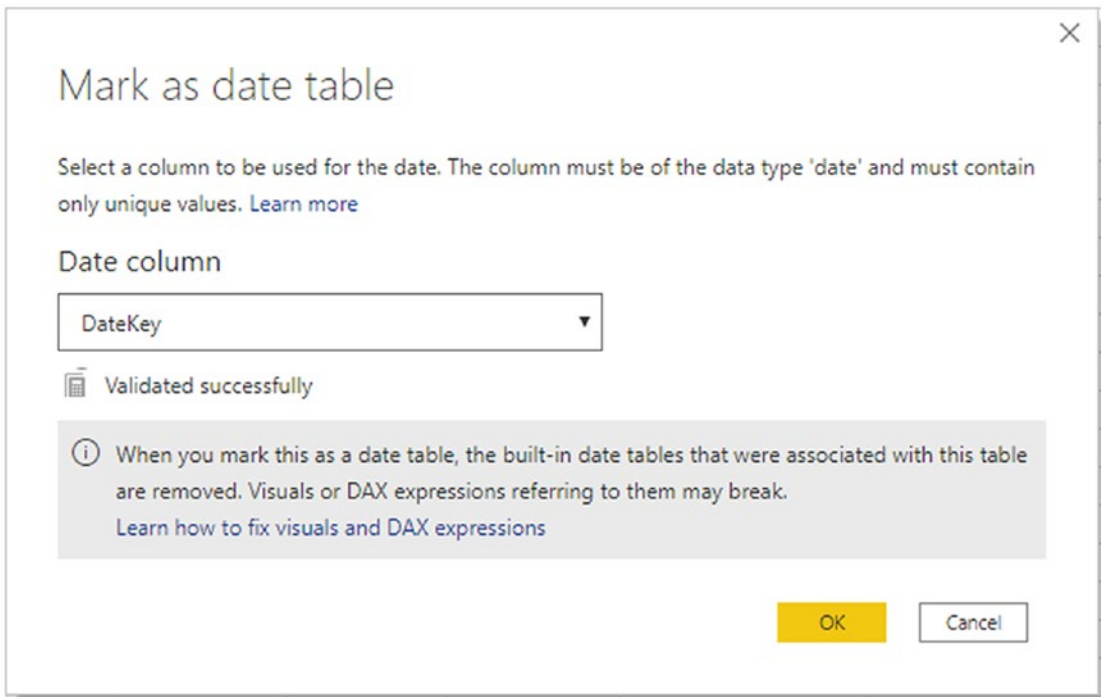 Mark as date table
Select a column to be used for the date. The column must be of the data type 'date' and must contain
only unique values. Learn more
Date column
DateKey
Validated successfully
When you mark this as a date table, the built-in date tables that were associated with this table
are removed. Visuals or DAX expressions referring to them may break.
Learn how to fix visuals and DAX expressions
OK Cancel